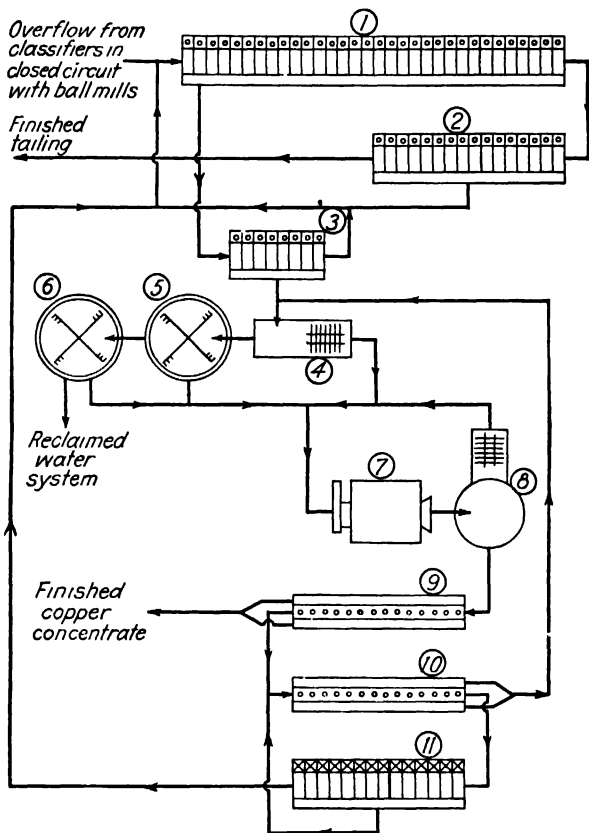 1
Overflow from
classifiers in
closed circuit
with ball mills
2
Finished
tailing
3
6
5
4
Reclaimed
water
system
7
8
9
Finished
copper
concentrate
10
11